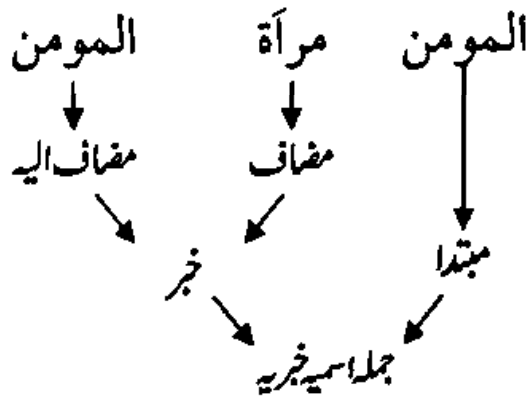 المومن مرآة المومن
مضاف مضاف الیہ
مبتدا
خبر
جملہ اسمیہ خبریہ